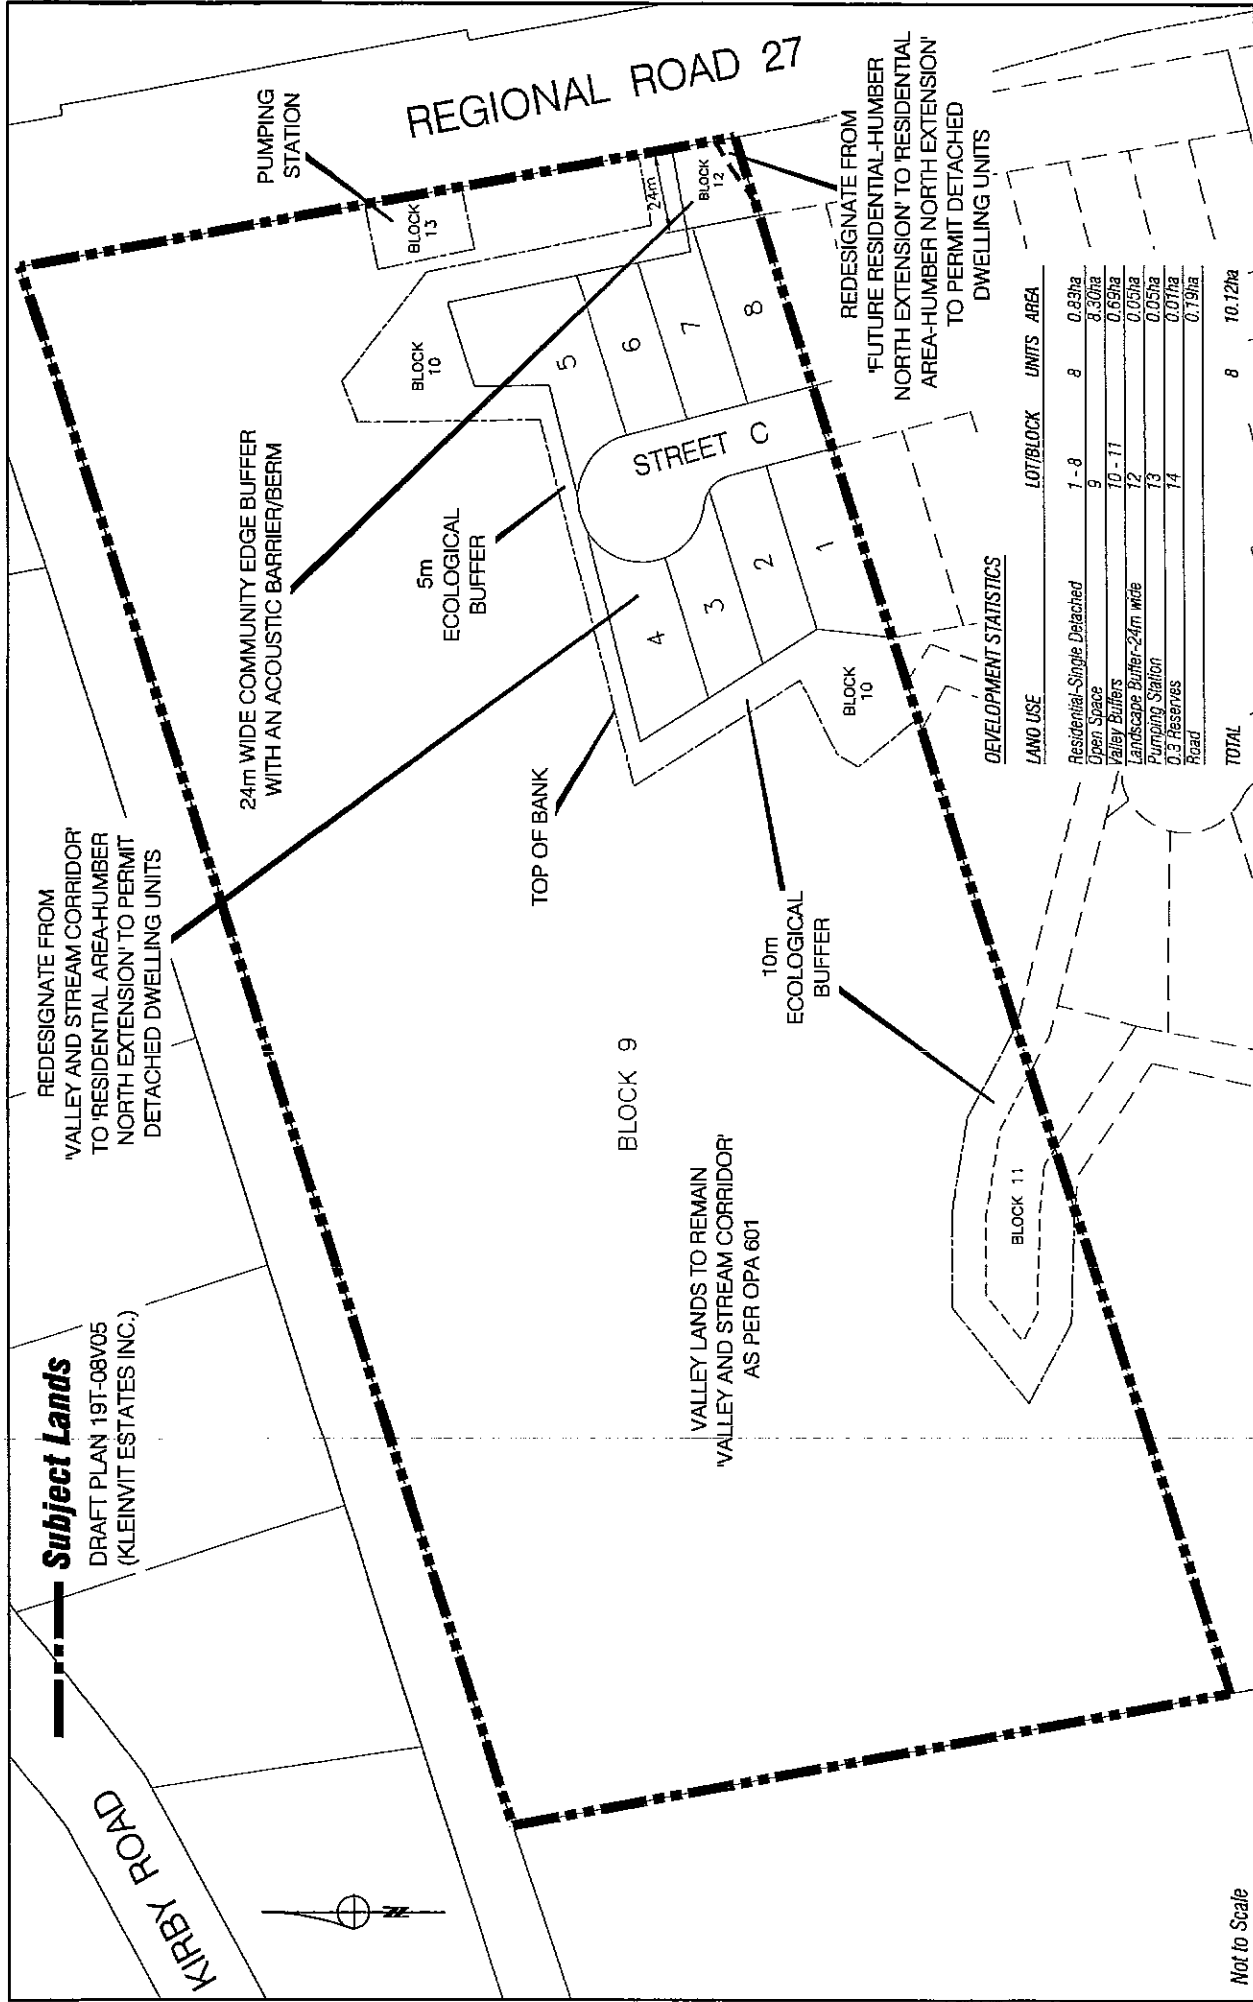 KIRBY ROAD
Subject Lands
DRAFT PLAN 19T-08V05
(KLEINVIT ESTATES INC.)
REDESIGNATE FROM
'VALLEY AND STREAM CORRIDOR'
TO 'RESIDENTIAL AREA-HUMBER
NORTH EXTENSION' TO PERMIT
DETACHED DWELLING UNITS
24m WIDE COMMUNITY EDGE BUFFER
WITH AN ACOUSTIC BARRIER/BERM
PUMPING
STATION
REGIONAL ROAD 27
BLOCK
13
BLOCK
10
5m
ECOLOGICAL
BUFFER
TOP OF BANK
24m
BLOCK
12
5
6
7
8
STREET C
4
3
2
1
BLOCK
10
BLOCK 9
VALLEY LANDS TO REMAIN
'VALLEY AND STREAM CORRIDOR'
AS PER OPA 601
10m
ECOLOGICAL
BUFFER
BLOCK 11
REDESIGNATE FROM
'FUTURE RESIDENTIAL-HUMBER
NORTH EXTENSION' TO 'RESIDENTIAL
AREA-HUMBER NORTH EXTENSION'
TO PERMIT DETACHED
DWELLING UNITS
DEVELOPMENT STATISTICS
LAND USE LOT/BLOCK UNITS AREA
Residential-Single Detached 1 - 8 8 0.83ha
Open Space 9 8.30ha
Valley Buffers 10 - 11 0.69ha
Landscape Buffer-24m wide 12 0.05ha
Pumping Station 13 0.05ha
0.3 Reserves 14 0.01ha
Road 0.19ha
TOTAL 8 10.12ha
N
Not to Scale